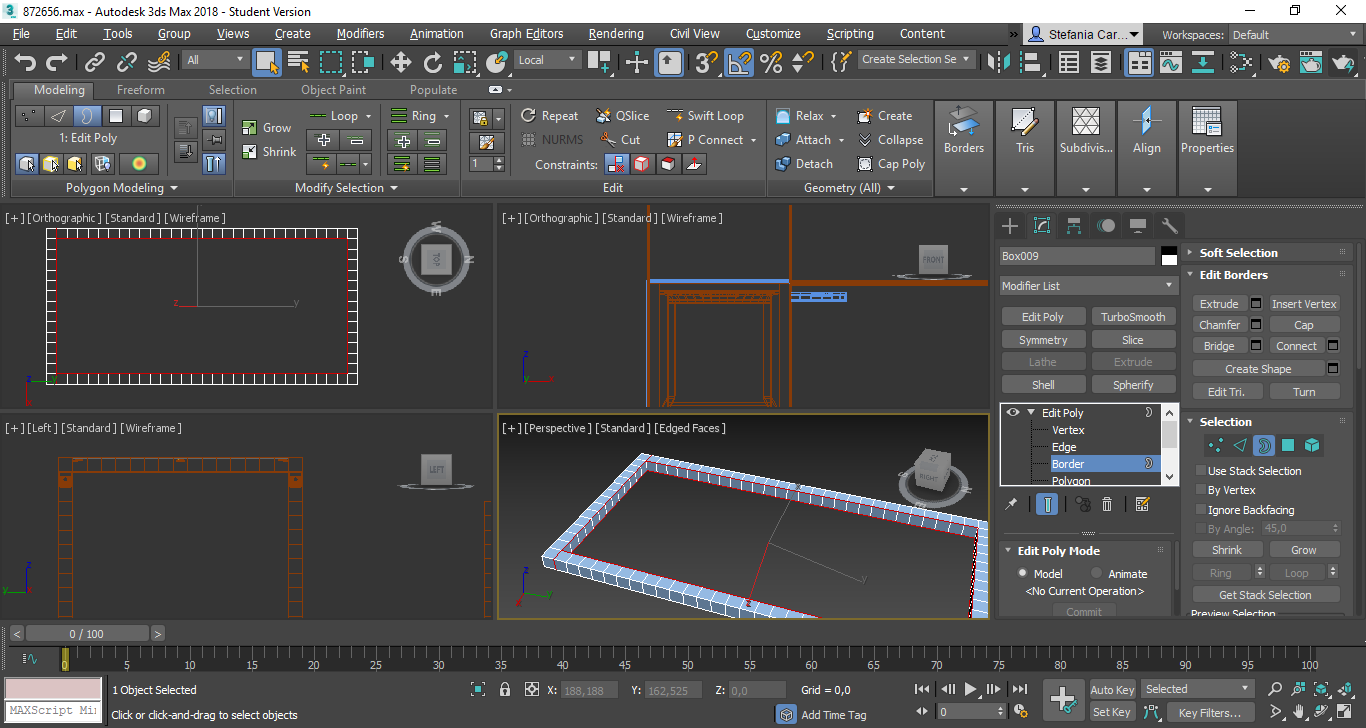 872656.max - Autodesk 3ds Max 2018 - Student Version
File Edit Tools Group Views Create Modifiers Animation Graph Editors Rendering Civil View Customize Scripting Content » Stefania Car... Workspaces: Default
All Local Create Selection Se
Modeling Freeform Selection Object Paint Populate
1: Edit Poly
Polygon Modeling
Grow
Shrink
Loop
Modify Selection
Ring
1
Repeat QSlice Swift Loop
NURMS Cut P Connect
Constraints:
Edit
Relax Create
Attach Collapse
Detach Cap Poly
Geometry (All)
Borders Tris Subdivis... Align Properties
[+] [Orthographic] [Standard] [Wireframe]
W
S TOP N
E
z y
y
[+] [Orthographic] [Standard] [Wireframe]
FRONT
z
y x
[+] [Left] [Standard] [Wireframe]
LEFT
z
y
[+] [Perspective] [Standard] [Edged Faces]
RIGHT
y
z
z
y
x
Box009
Modifier List
Edit Poly TurboSmooth
Symmetry Slice
Lathe Extrude
Shell Spherify
Edit Poly
Vertex
Edge
Border
Polygon
Edit Poly Mode
Model Animate
<No Current Operation>
Commit
Soft Selection
Edit Borders
Extrude Insert Vertex
Chamfer Cap
Bridge Connect
Create Shape
Edit Tri. Turn
Selection
Use Stack Selection
By Vertex
Ignore Backfacing
By Angle: 45,0
Shrink Grow
Ring Loop
Get Stack Selection
Preview Selection
< 0 / 100 >
0 5 10 15 20 25 30 35 40 45 50 55 60 65 70 75 80 85 90 95 100
MAXScript Mi
1 Object Selected
Click or click-and-drag to select objects
X: 188,188 Y: 162,525 Z: 0,0 Grid = 0,0
Add Time Tag
0
Auto Key Selected
Set Key Key Filters...